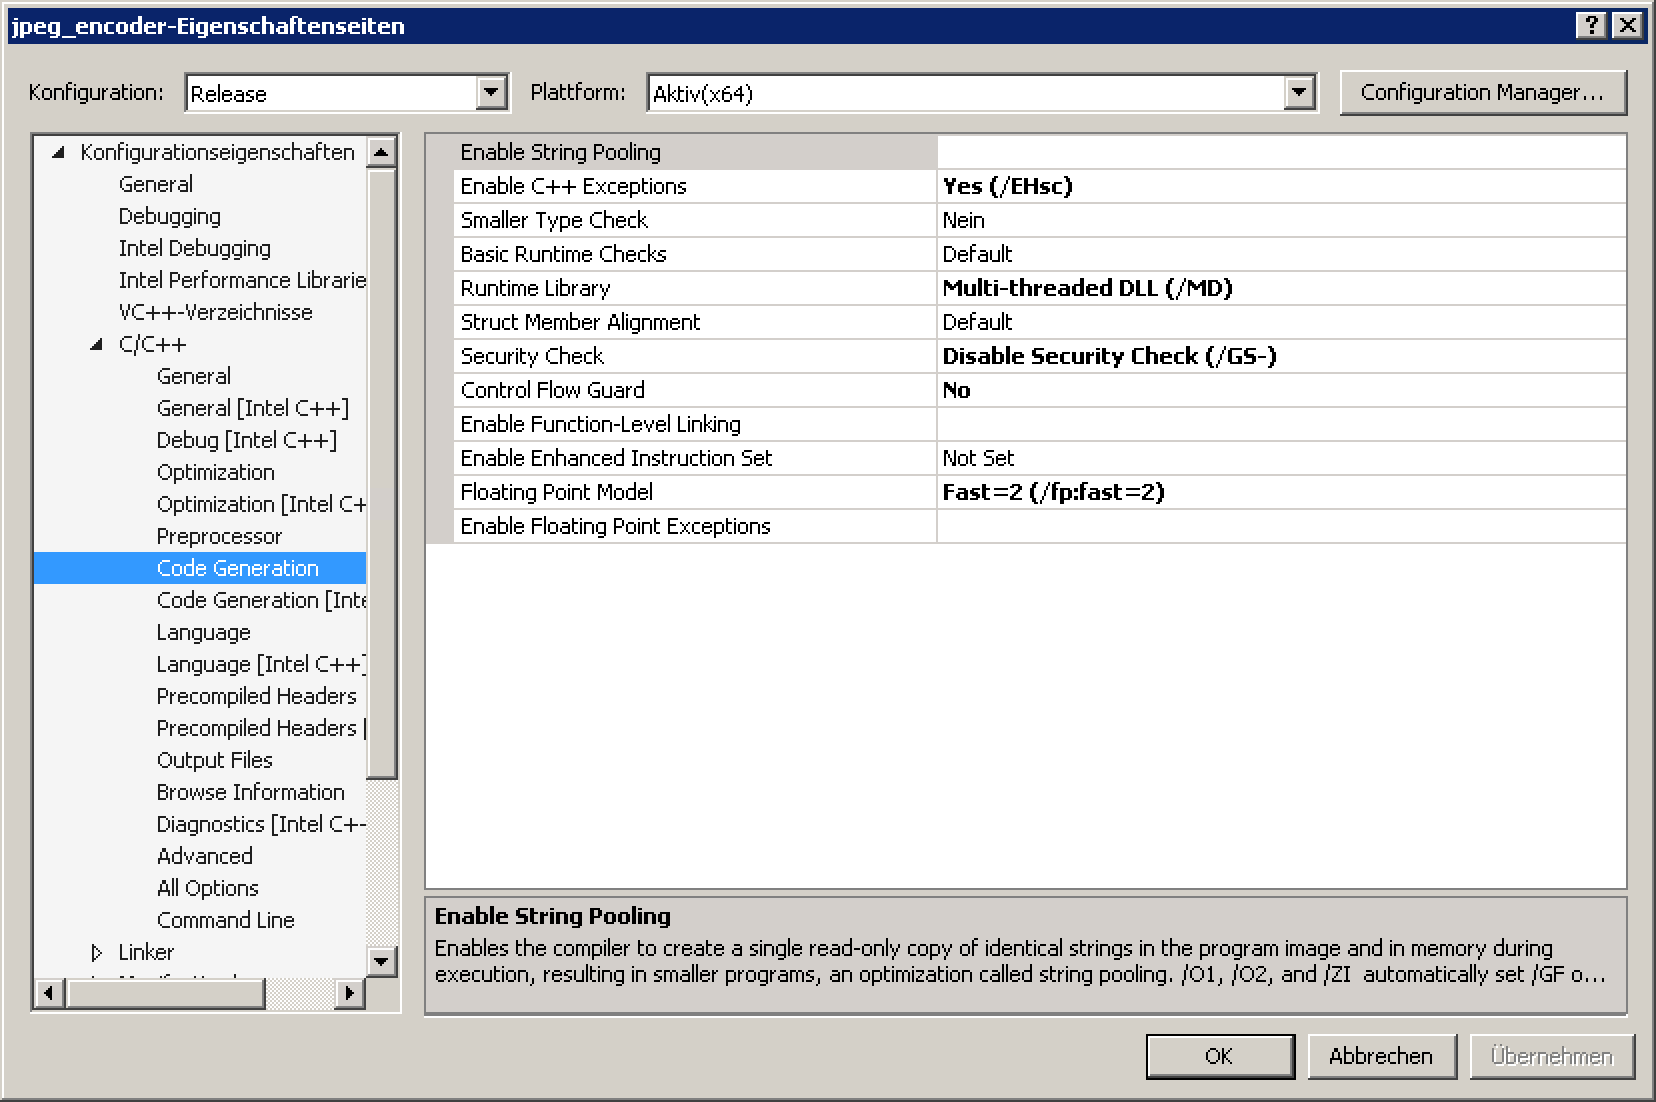 jpeg_encoder-Eigenschaftenseiten
Konfiguration: Release Plattform: Aktiv(x64) Configuration Manager...
Konfigurationseigenschaften
General
Debugging
Intel Debugging
Intel Performance Librarie
VC++-Verzeichnisse
C/C++
General
General [Intel C++]
Debug [Intel C++]
Optimization
Optimization [Intel C+
Preprocessor
Code Generation
Code Generation [Inte
Language
Language [Intel C++]
Precompiled Headers
Precompiled Headers [
Output Files
Browse Information
Diagnostics [Intel C+-
Advanced
All Options
Command Line
Linker
Enable String Pooling
Enable C++ Exceptions Yes (/EHsc)
Smaller Type Check Nein
Basic Runtime Checks Default
Runtime Library Multi-threaded DLL (/MD)
Struct Member Alignment Default
Security Check Disable Security Check (/GS-)
Control Flow Guard No
Enable Function-Level Linking
Enable Enhanced Instruction Set Not Set
Floating Point Model Fast=2 (/fp:fast=2)
Enable Floating Point Exceptions
Enable String Pooling
Enables the compiler to create a single read-only copy of identical strings in the program image and in memory during
execution, resulting in smaller programs, an optimization called string pooling. /O1, /O2, and /ZI automatically set /GF o...
OK Abbrechen Übernehmen